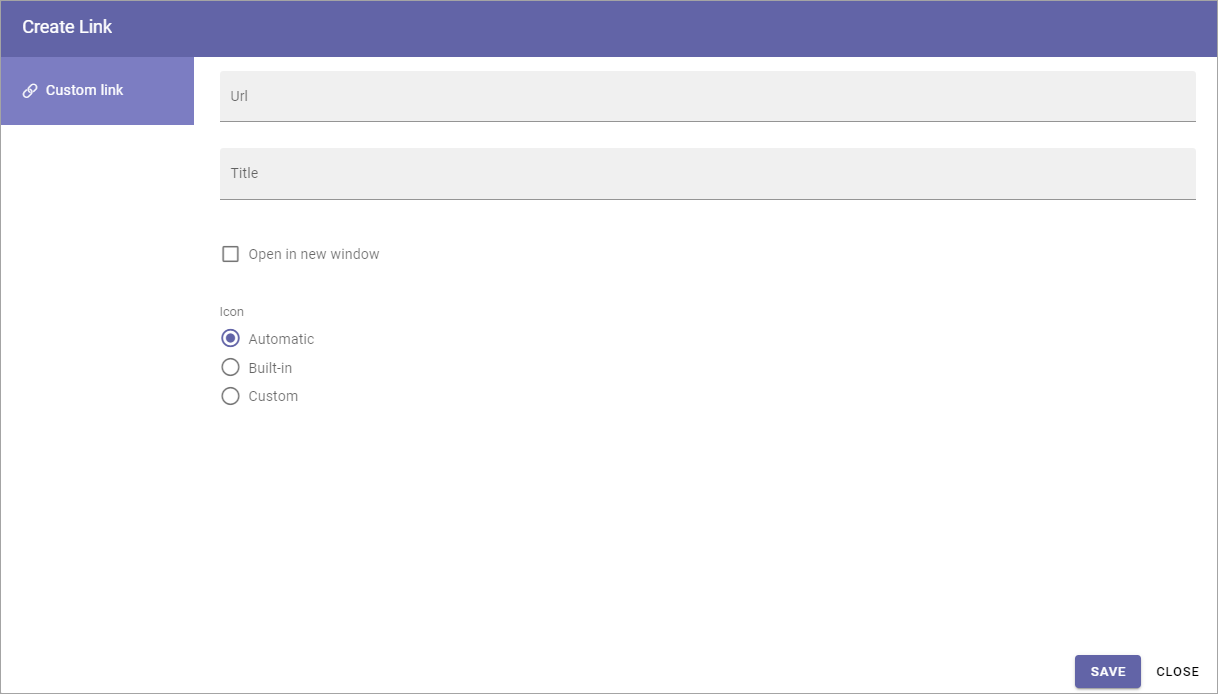 Create Link
Custom link
Url
Title
Open in new window
Icon
Automatic
Built-in
Custom
SAVE CLOSE